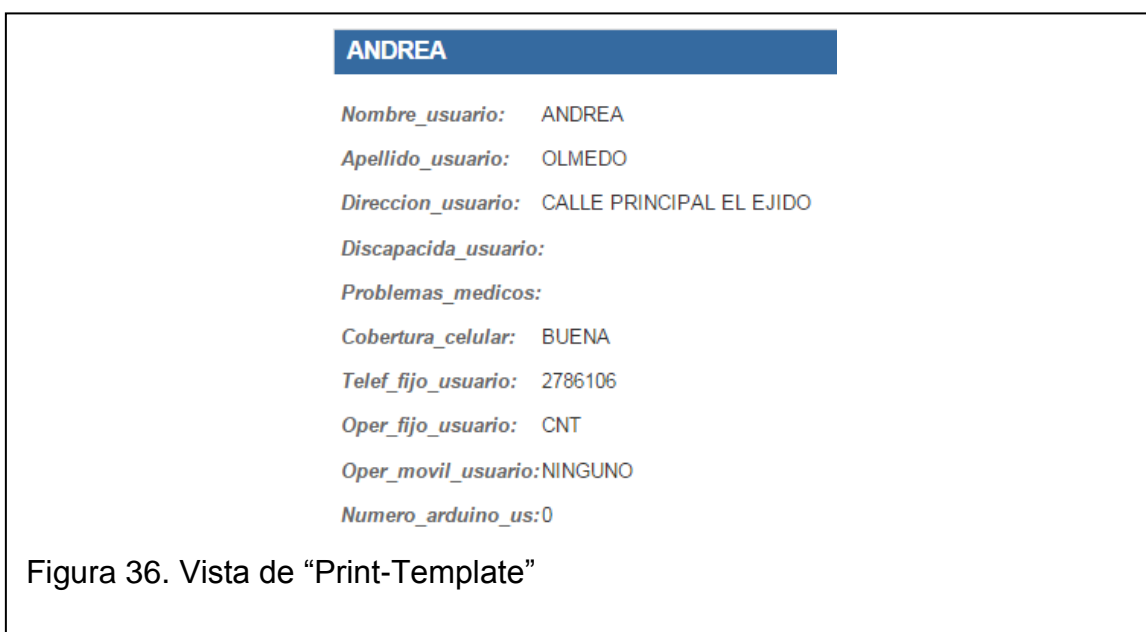 ANDREA
Nombre_usuario: ANDREA
Apellido_usuario: OLMEDO
Direccion_usuario: CALLE PRINCIPAL EL EJIDO
Discapacida_usuario:
Problemas_medicos:
Cobertura_celular: BUENA
Telef_fijo_usuario: 2786106
Oper_fijo_usuario: CNT
Oper_movil_usuario: NINGUNO
Numero_arduino_us: 0
Figura 36. Vista de “Print-Template”